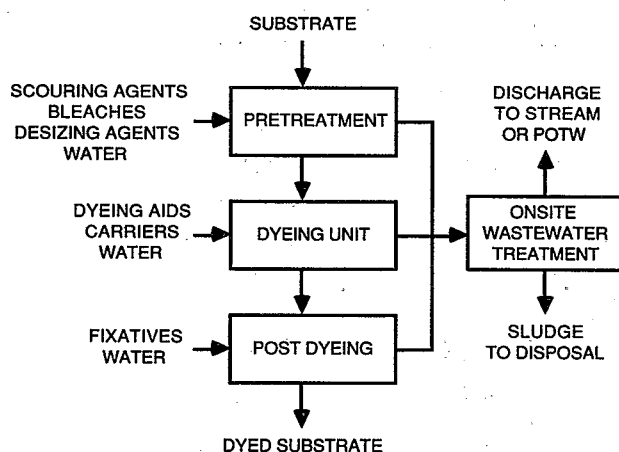 SUBSTRATE
SCOURING AGENTS
BLEACHES
DESIZING AGENTS
WATER
PRETREATMENT
DISCHARGE
TO STREAM
OR POTW
DYEING AIDS
CARRIERS
WATER
DYEING UNIT
ONSITE
WASTEWATER
TREATMENT
FIXATIVES
WATER
POST DYEING
SLUDGE
TO DISPOSAL
DYED SUBSTRATE